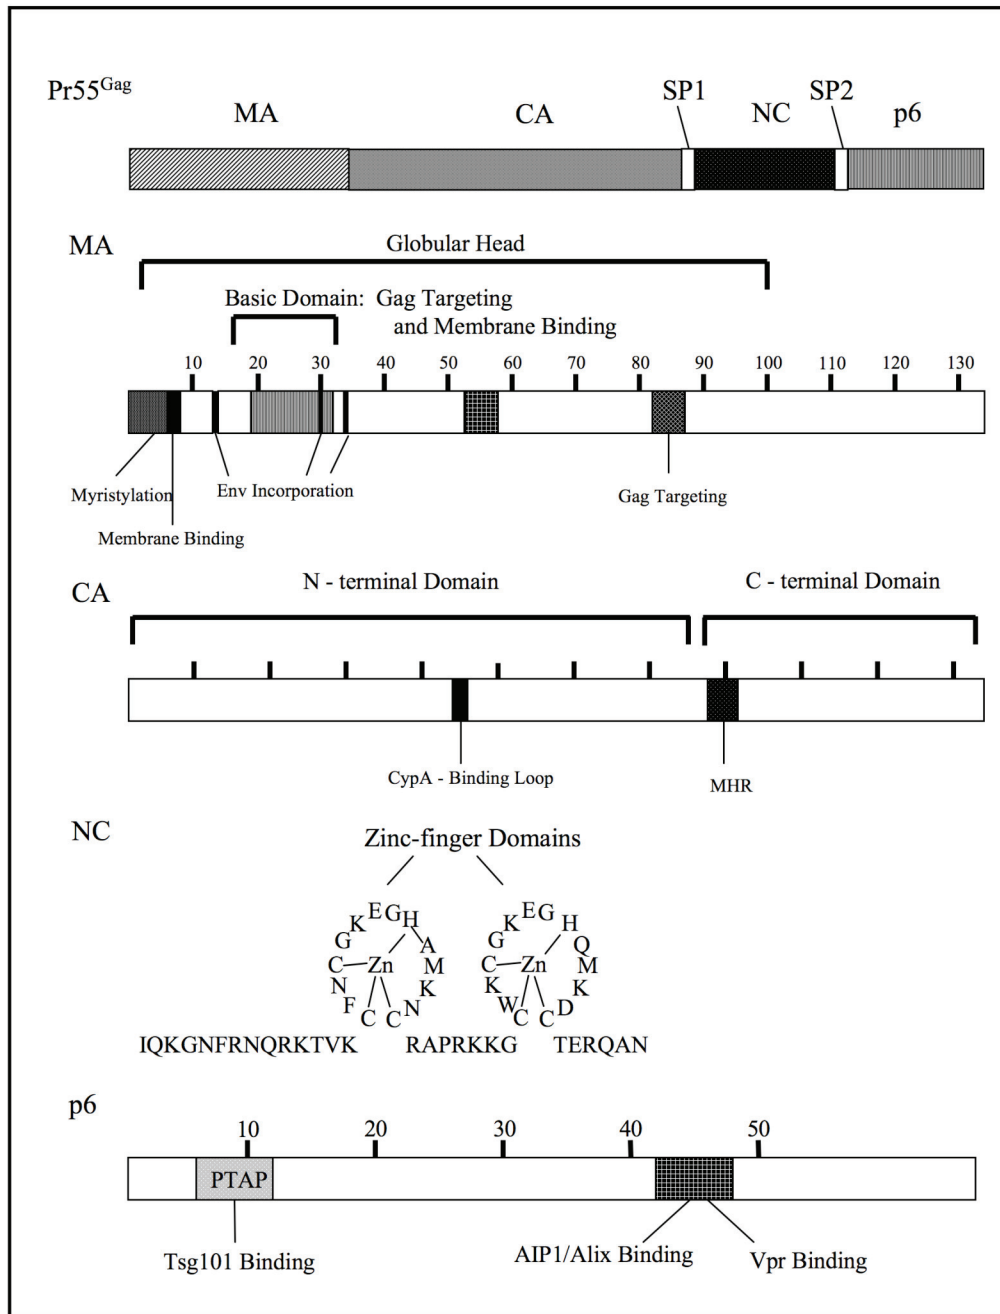 Pr55Gag
MA CA SP1 NC SP2 p6
MA
Globular Head
Basic Domain: Gag Targeting
and Membrane Binding
10 20 30 40 50 60 70 80 90 100 110 120 130
Myristylation Env Incorporation Gag Targeting
Membrane Binding
CA
N - terminal Domain C - terminal Domain
CypA - Binding Loop MHR
NC
Zinc-finger Domains
C F N C G K E G H A M K N C Zn
C W K C G K E G H Q M K D C Zn
IQKGNFRNQRKTVK RAPRKKG TERQAN
p6
10 20 30 40 50
PTAP
Tsg101 Binding AIP1/Alix Binding Vpr Binding